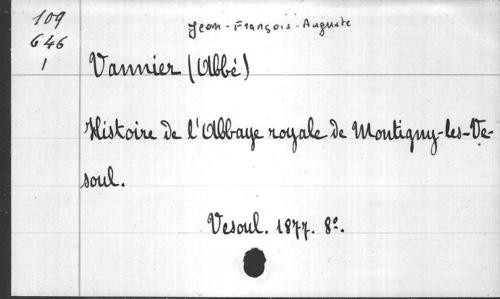 109
646
1
Jean-François-Auguste
Vannier (Abbé)
Histoire de l'Abbaye royale de Montigny-les-Ve-
soul.
Vesoul. 1877. 8º.